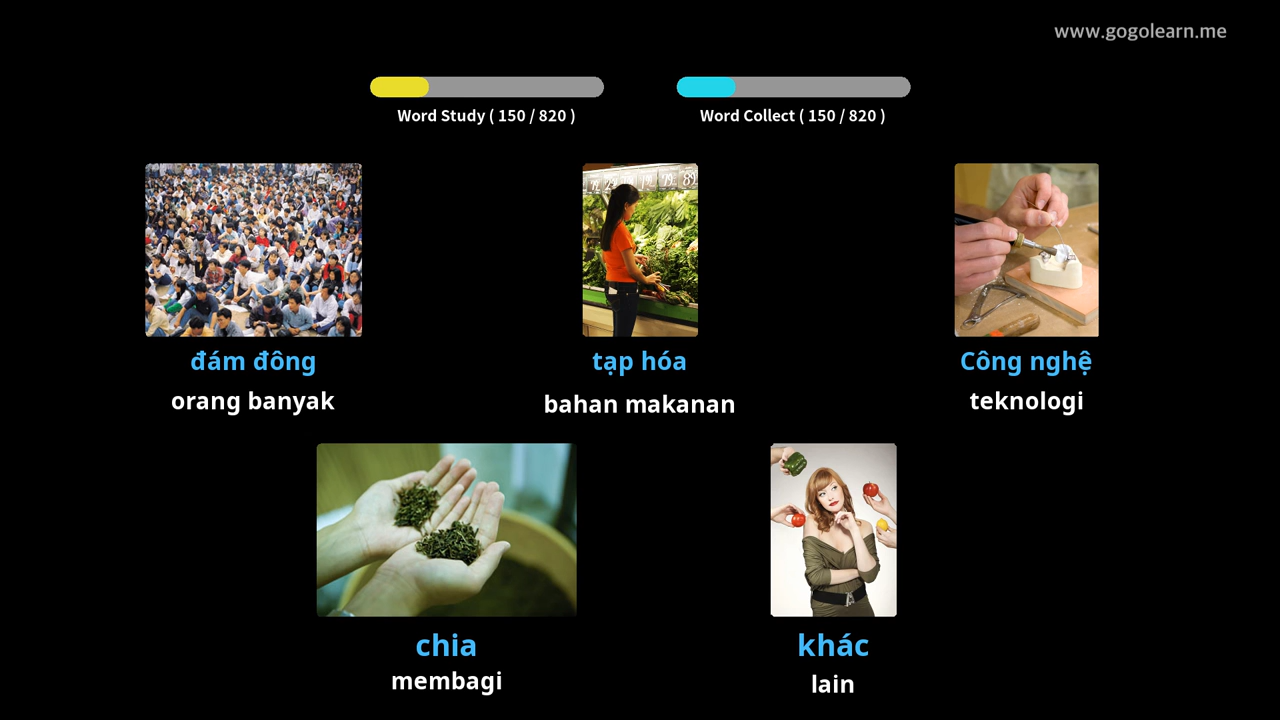 www.gogolearn.me
Word Study ( 150 / 820 )
Word Collect ( 150 / 820 )
đám đông
tạp hóa
Công nghệ
orang banyak
bahan makanan
teknologi
chia
khác
membagi
lain